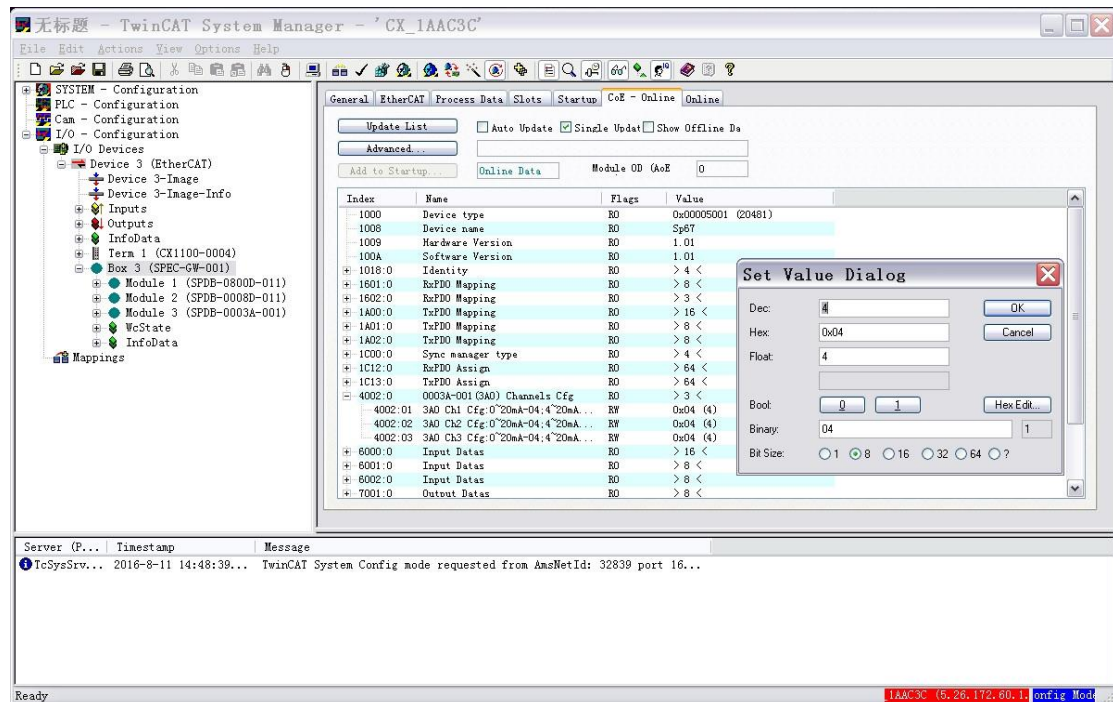 无标题 - TwinCAT System Manager - 'CX_1AAC3C'
File Edit Actions View Options Help
SYSTEM - Configuration
PLC - Configuration
Cam - Configuration
I/O - Configuration
I/O Devices
Device 3 (EtherCAT)
Device 3-Image
Device 3-Image-Info
Inputs
Outputs
InfoData
Term 1 (CX1100-0004)
Box 3 (SPEC-GW-001)
Module 1 (SPDB-0800D-011)
Module 2 (SPDB-0008D-011)
Module 3 (SPDB-0003A-001)
WcState
InfoData
Mappings
General EtherCAT Process Data Slots Startup CoE - Online Online
Update List Auto Update Single Updat Show Offline Da
Advanced...
Add to Startup... Online Data Module OD (AoE 0
Index Name Flags Value
1000 Device type RO 0x00005001 (20481)
1008 Device name RO Sp67
1009 Hardware Version RO 1.01
100A Software Version RO 1.01
1018:0 Identity RO > 4 <
1601:0 RxPDO Mapping RO > 8 <
1602:0 RxPDO Mapping RO > 3 <
1A00:0 TxPDO Mapping RO > 16 <
1A01:0 TxPDO Mapping RO > 8 <
1A02:0 TxPDO Mapping RO > 8 <
1C00:0 Sync manager type RO > 4 <
1C12:0 RxPDO Assign RO > 64 <
1C13:0 TxPDO Assign RO > 64 <
4002:0 0003A-001(3AO) Channels Cfg RO > 3 <
4002:01 3AO Ch1 Cfg:0~20mA-04;4~20mA... RW 0x04 (4)
4002:02 3AO Ch2 Cfg:0~20mA-04;4~20mA... RW 0x04 (4)
4002:03 3AO Ch3 Cfg:0~20mA-04;4~20mA... RW 0x04 (4)
6000:0 Input Datas RO > 16 <
6001:0 Input Datas RO > 8 <
6002:0 Input Datas RO > 8 <
7001:0 Output Datas RO > 8 <
Set Value Dialog
Dec: 4 OK
Hex: 0x04 Cancel
Float: 4
Bool: 0 1 Hex Edit...
Binary: 04 1
Bit Size: 1 8 16 32 64 ?
Server (P... Timestamp Message
TcSysSrv... 2016-8-11 14:48:39... TwinCAT System Config mode requested from AmsNetId: 32839 port 16...
Ready 1AAC3C (5.26.172.60.1. onfig Mode